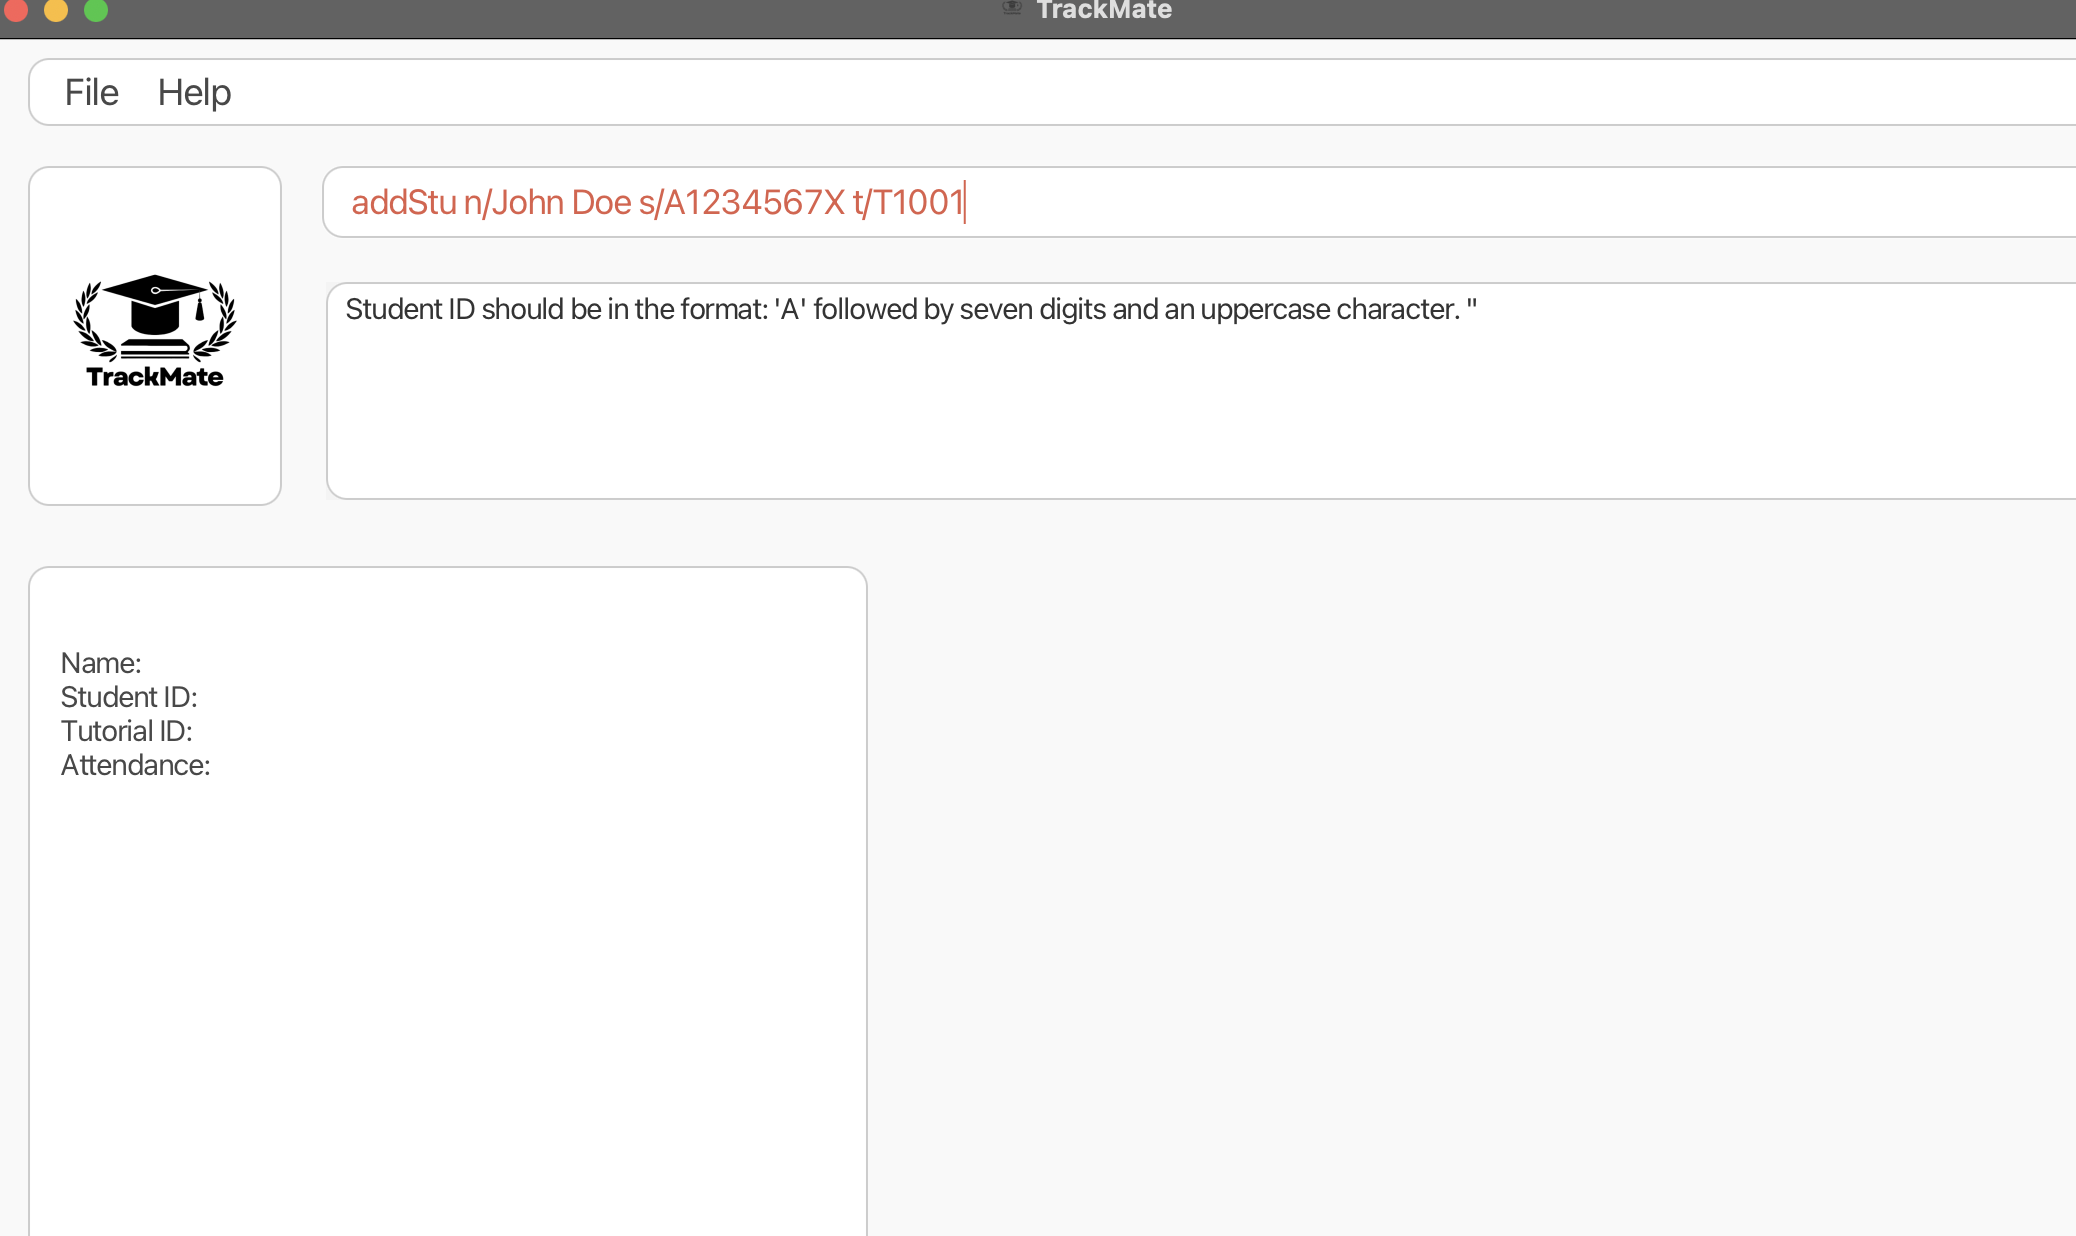 TrackMate
File Help
addStu n/John Doe s/A1234567X t/T1001
Student ID should be in the format: 'A' followed by seven digits and an uppercase character. "
TrackMate
Name:
Student ID:
Tutorial ID:
Attendance: